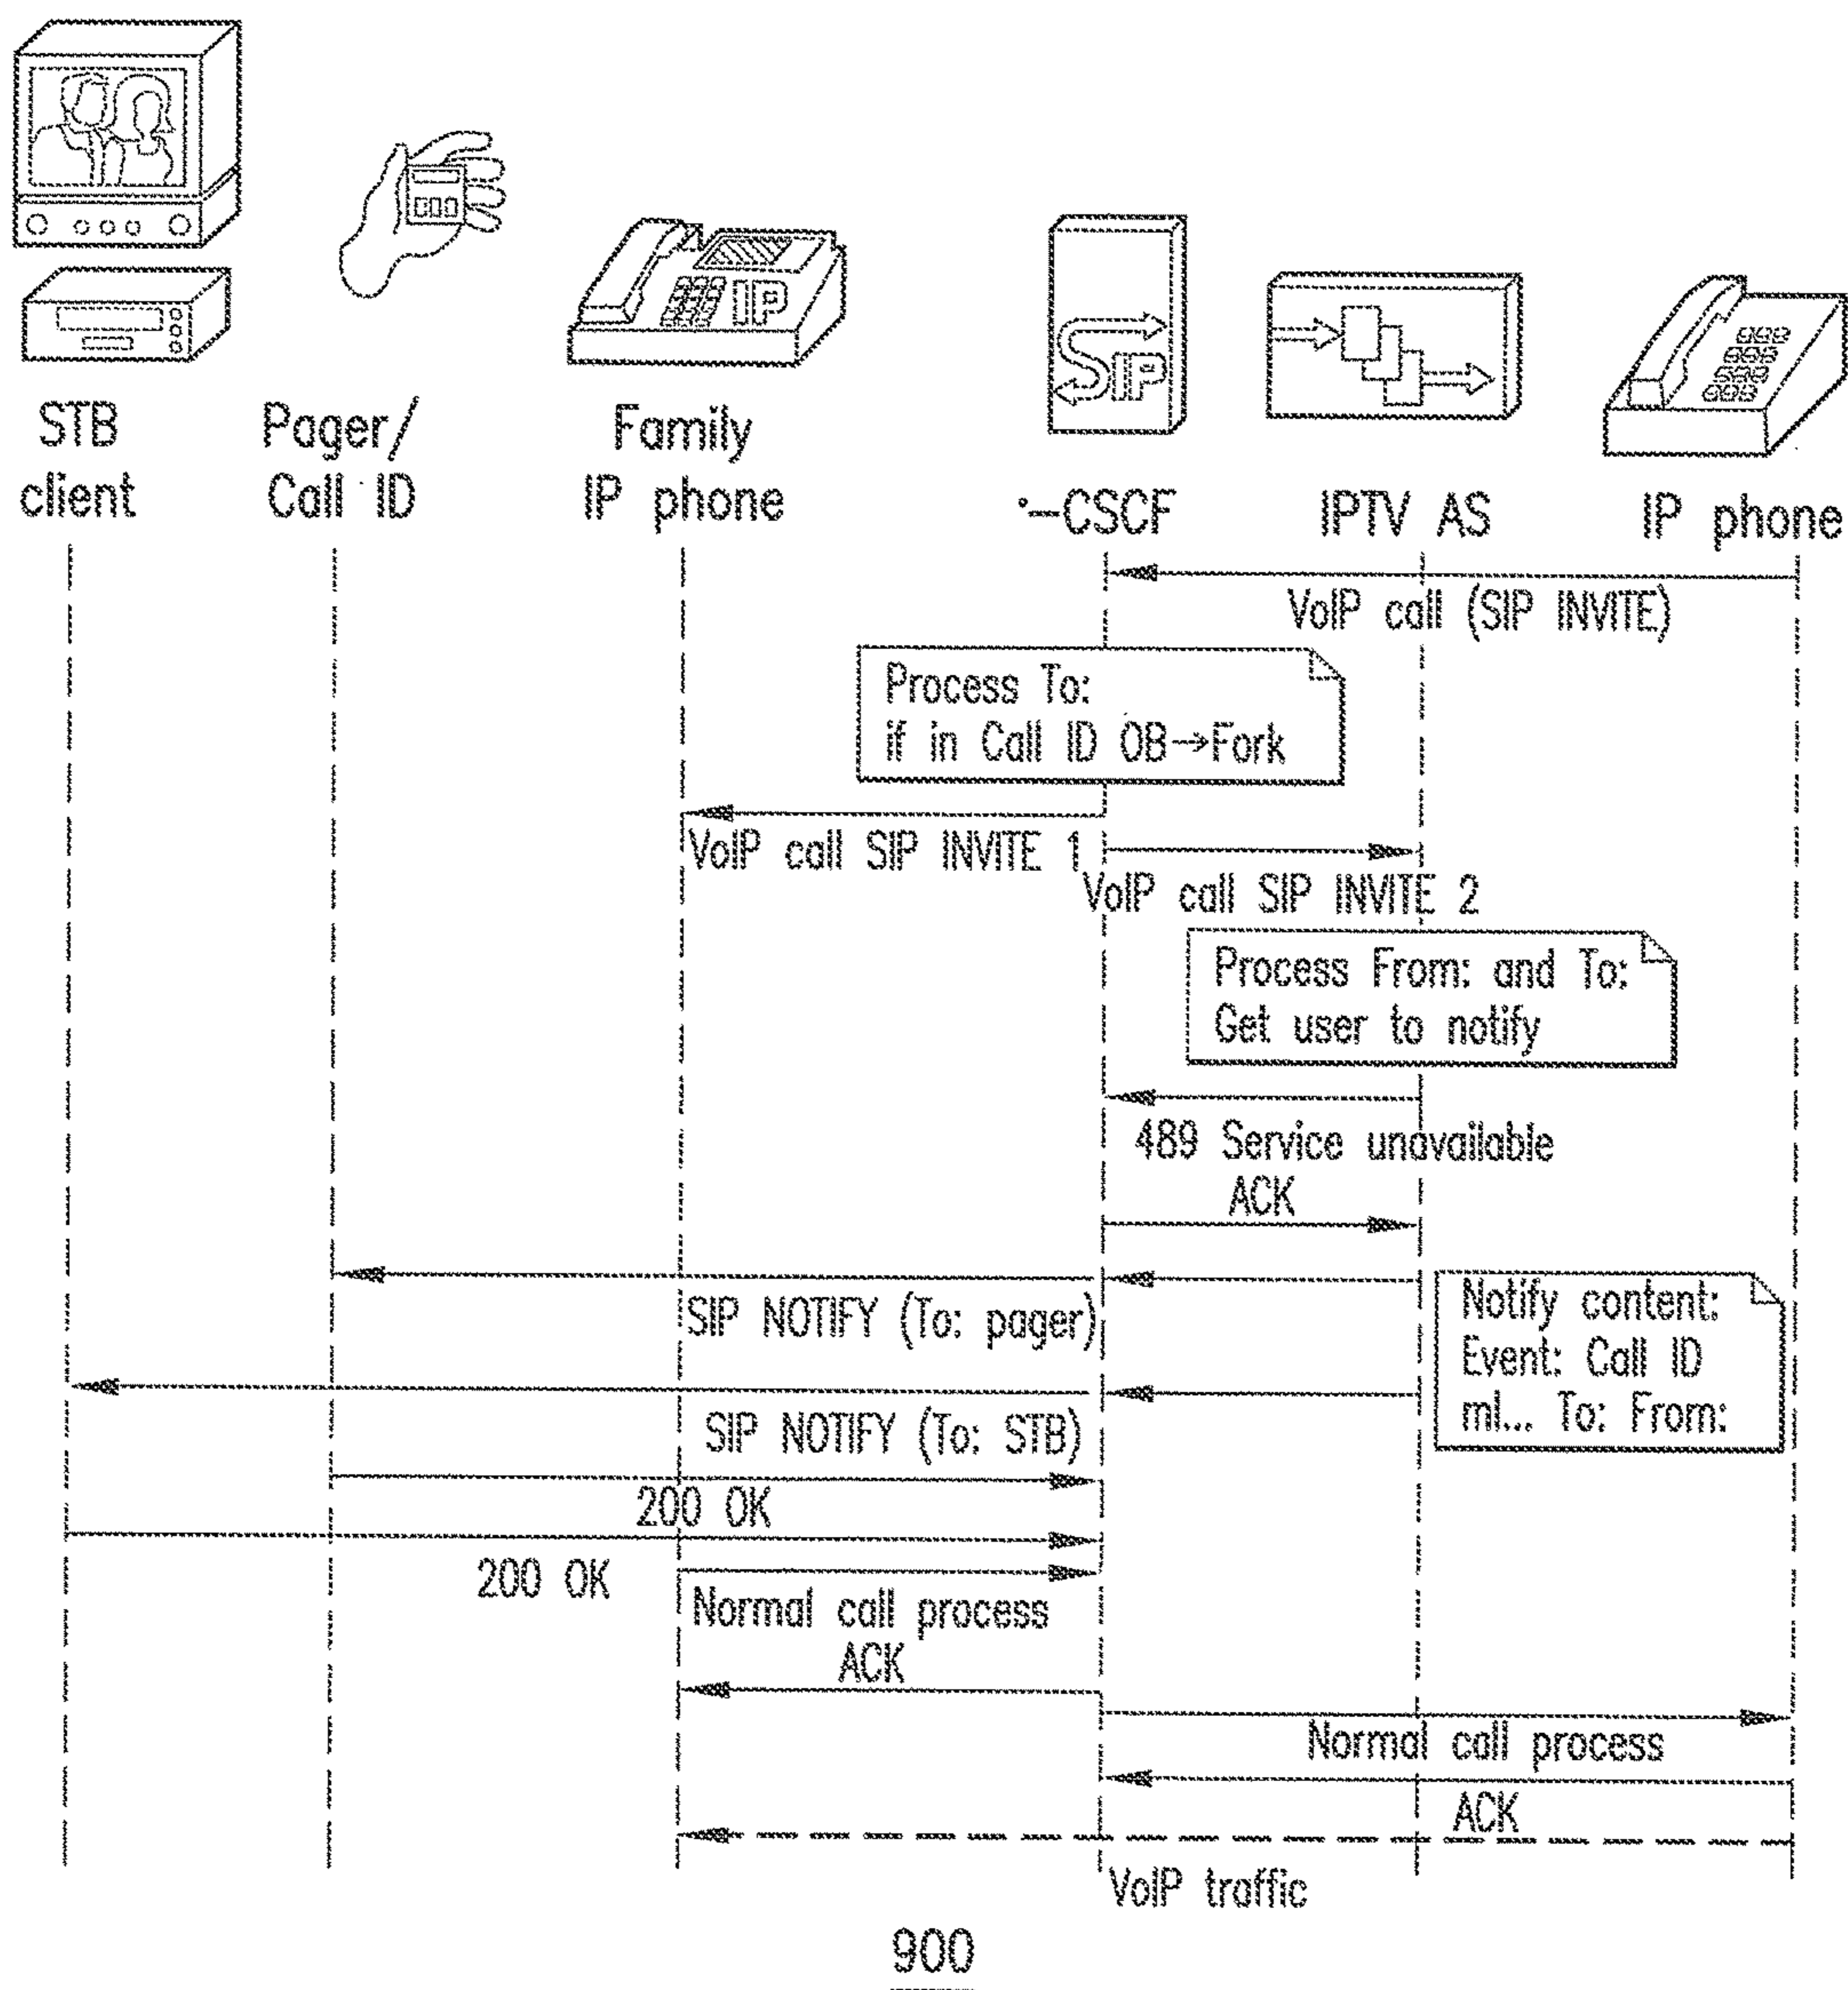 IP
SIP
STB
client
Pager/
Call ID
Family
IP phone
*-CSCF
IPTV AS
IP phone
VoIP call (SIP INVITE)
Process To:
if in Call ID OB→Fork
VoIP call SIP INVITE 1
VoIP call SIP INVITE 2
Process From: and To:
Get user to notify
489 Service unavailable
ACK
SIP NOTIFY (To: pager)
Notify content:
Event: Call ID
ml... To: From:
SIP NOTIFY (To: STB)
200 OK
200 OK
Normal call process
ACK
Normal call process
ACK
VoIP traffic
900